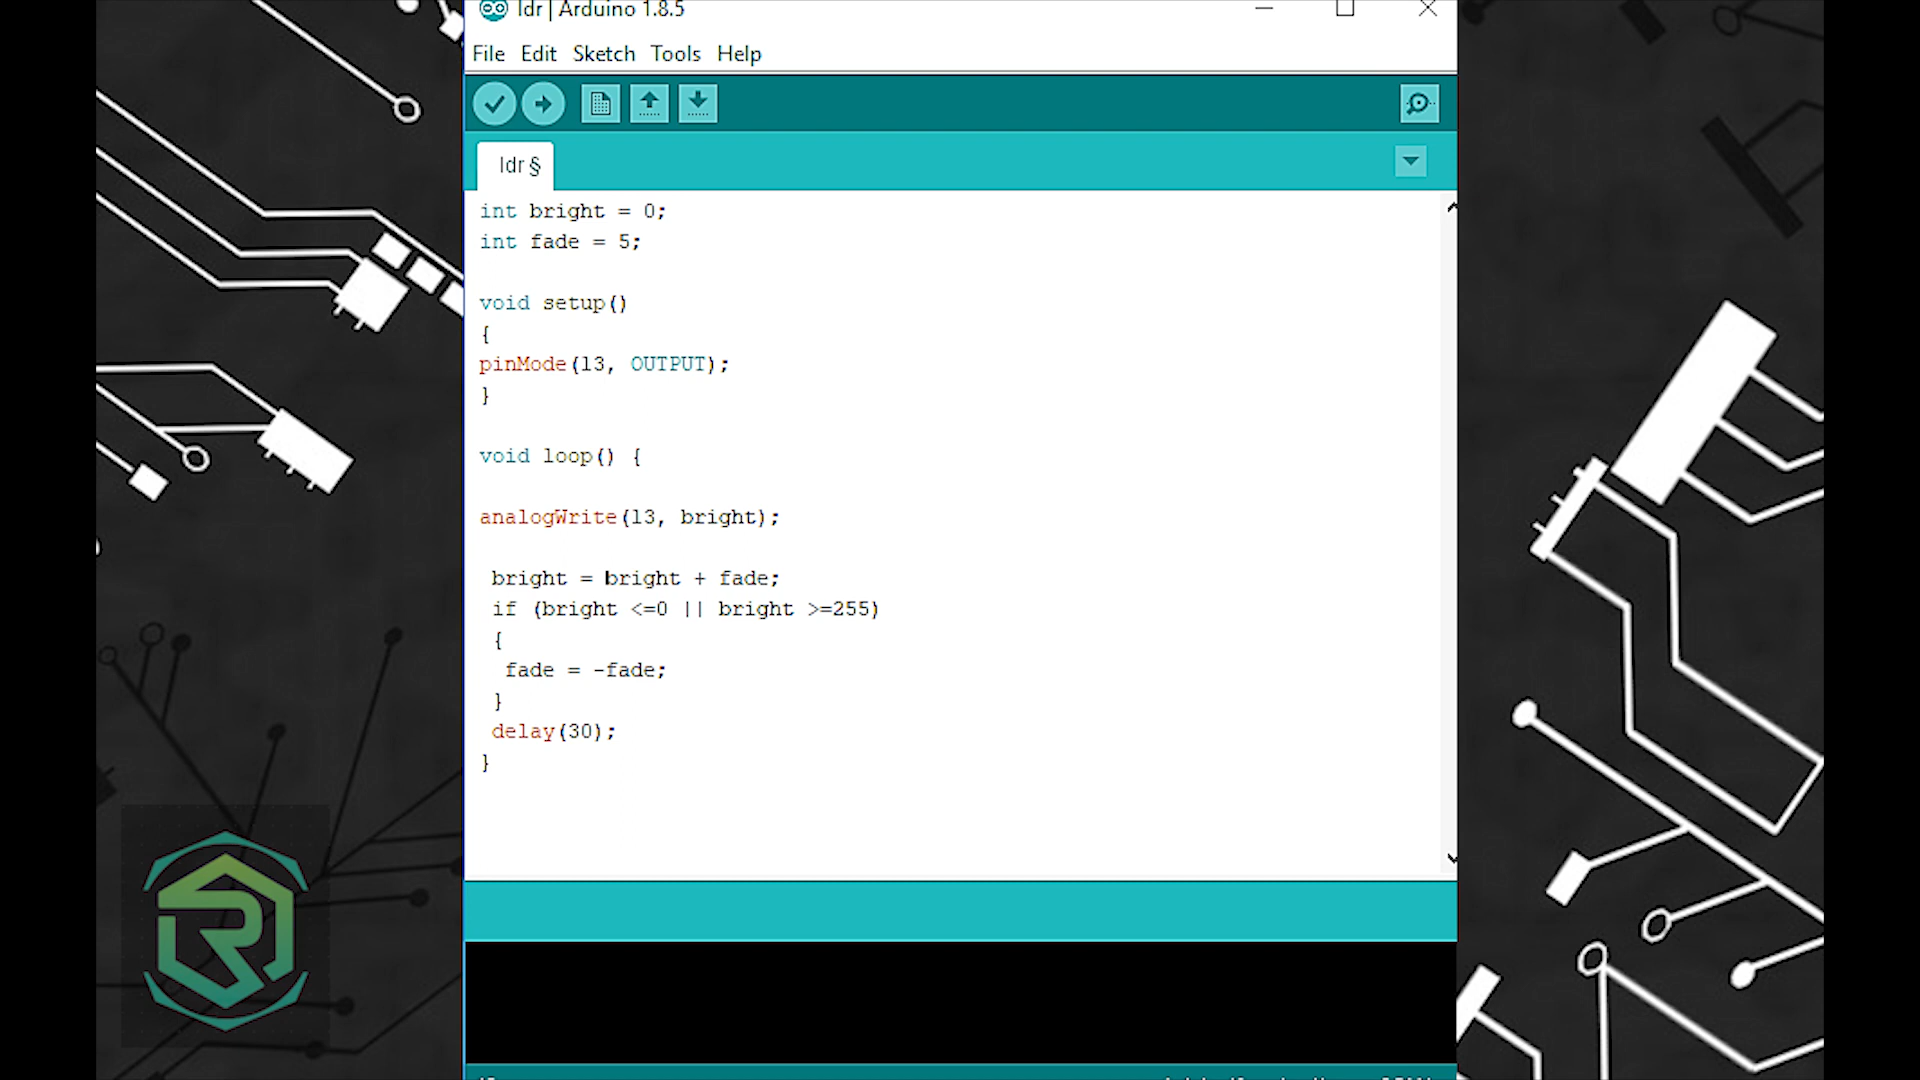 ldr | Arduino 1.8.5
File Edit Sketch Tools Help
ldr §
int bright = 0;
int fade = 5;
void setup()
{
pinMode(13, OUTPUT);
}
void loop() {
analogWrite(13, bright);
bright = bright + fade;
if (bright <=0 || bright >=255)
{
fade = -fade;
}
delay(30);
}